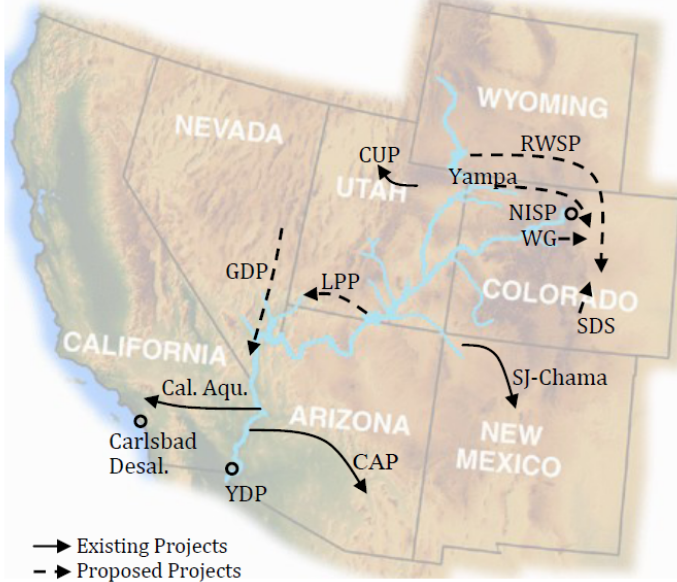 WYOMING
NEVADA
RWSP
CUP
Yampa
UTAH
NISP
WG
GDP
LPP
COLORADO
SDS
CALIFORNIA
SJ-Chama
Cal. Aqu.
ARIZONA
Carlsbad
Desal.
NEW
MEXICO
CAP
YDP
Existing Projects
Proposed Projects